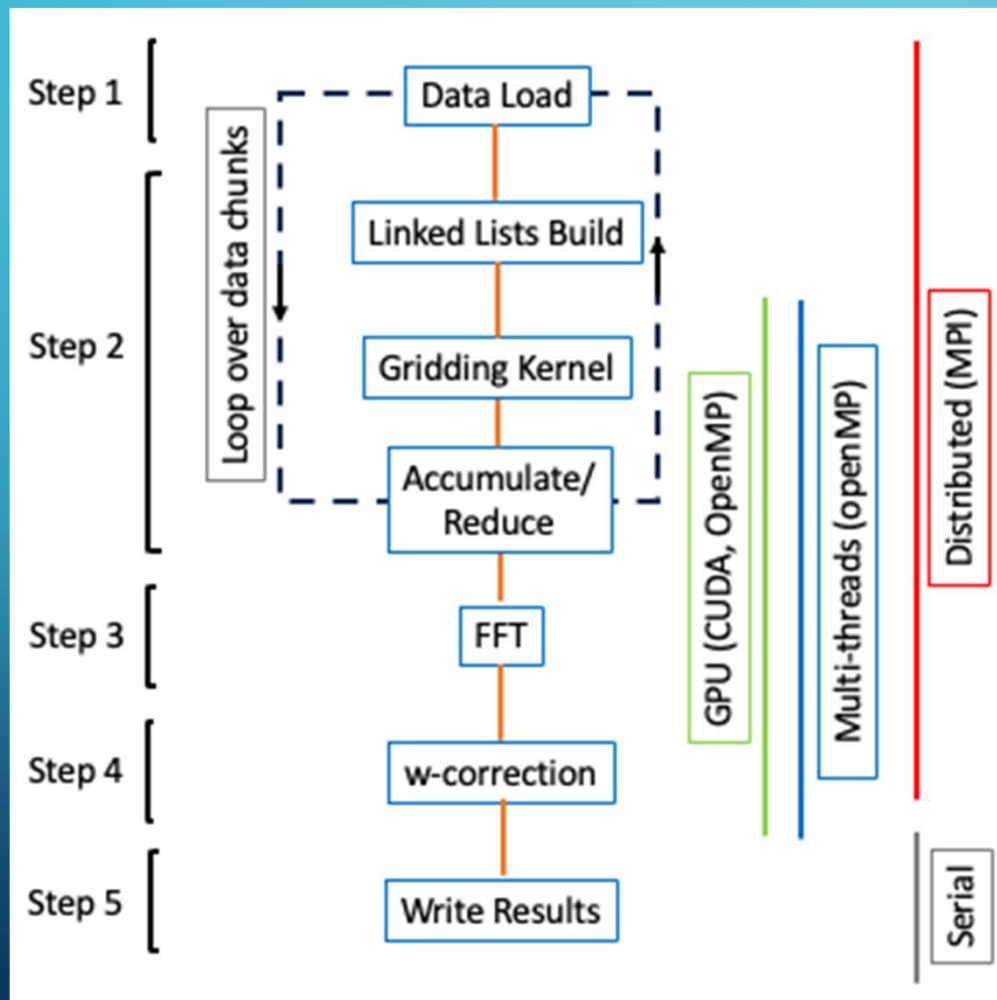 Step 1
Data Load
Loop over data chunks
Step 2
Linked Lists Build
Gridding Kernel
Accumulate/
Reduce
Step 3
FFT
Step 4
w-correction
Step 5
Write Results
GPU (CUDA, OpenMP)
Multi-threads (openMP)
Distributed (MPI)
Serial